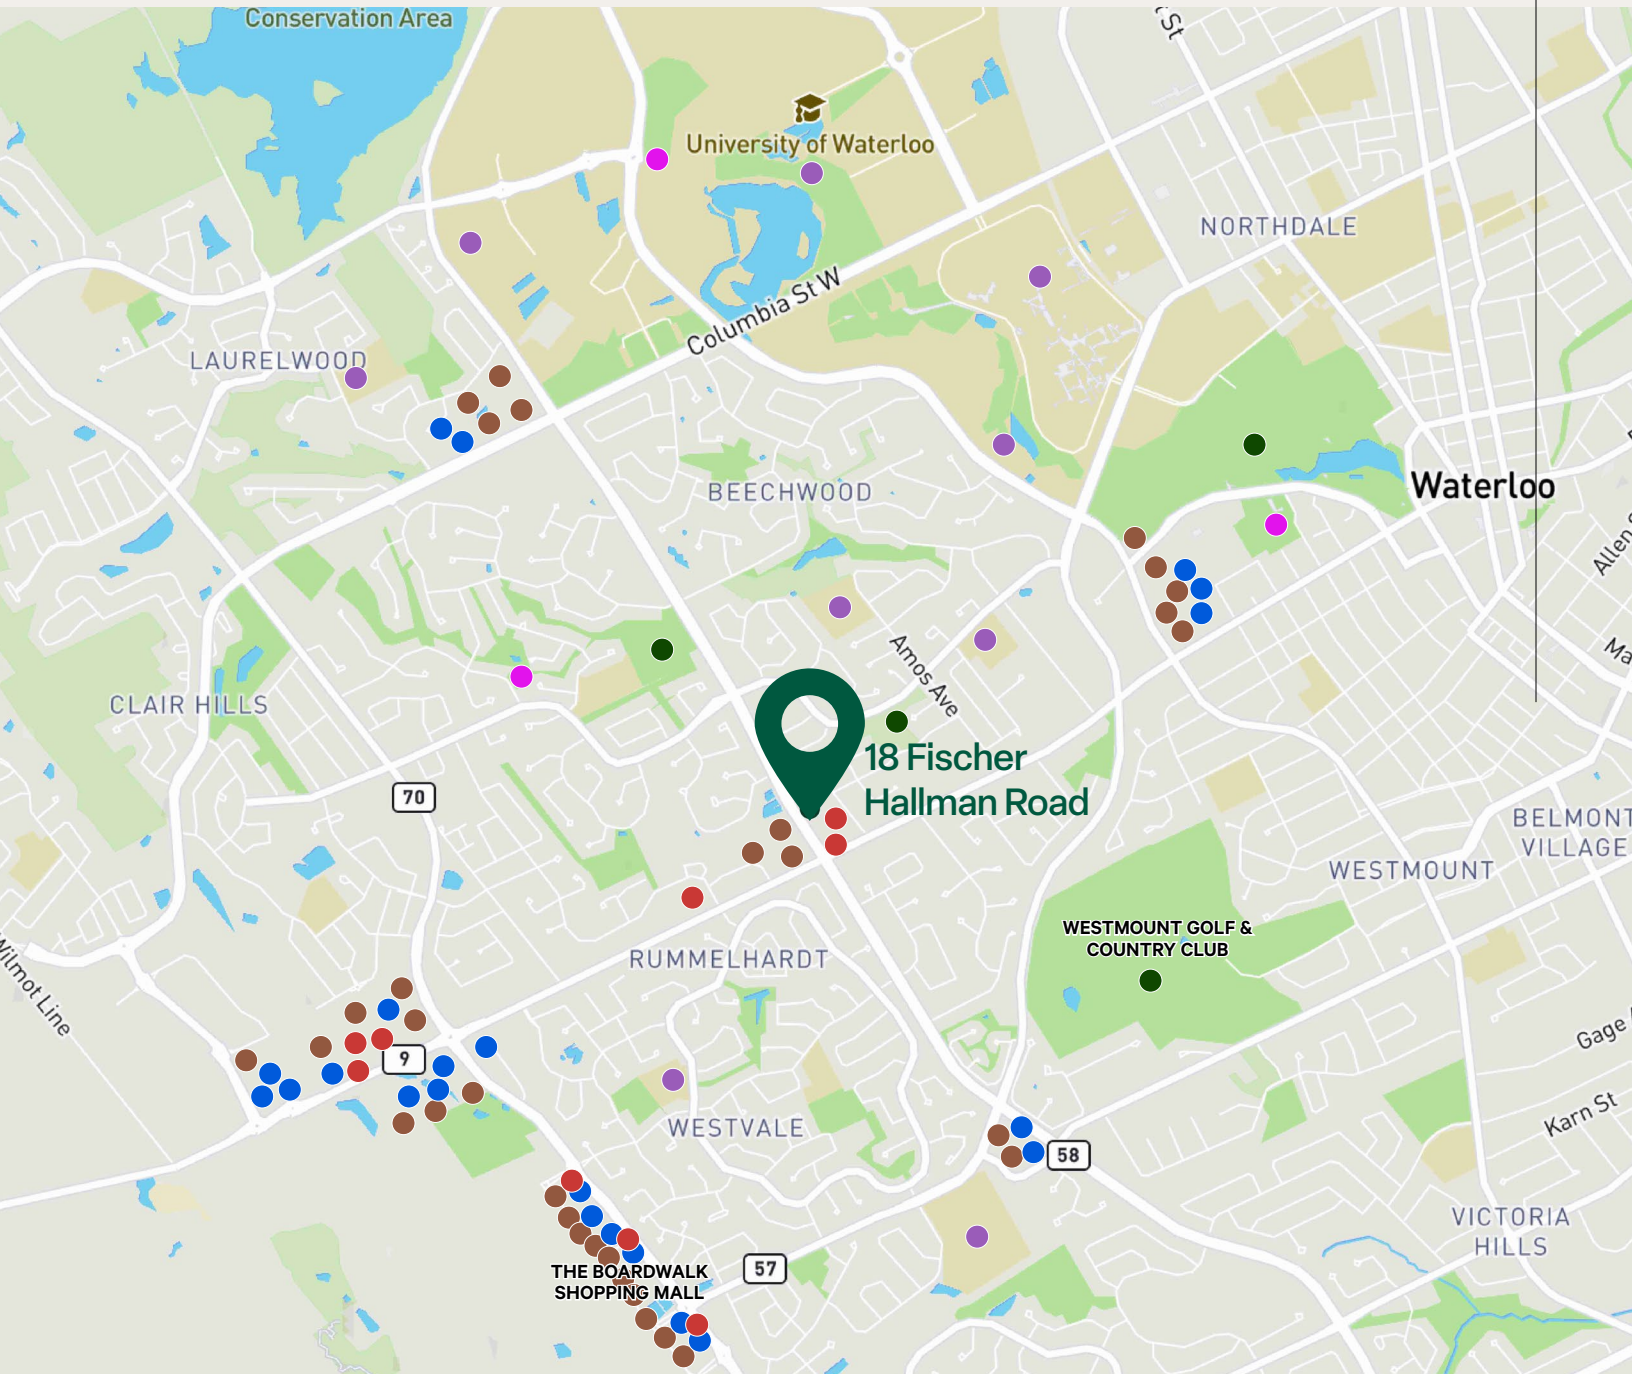 Conservation Area
St
University of Waterloo
NORTHDALE
Columbia St W
LAURELWOOD
BEECHWOOD
Waterloo
Allen
Amos Ave
CLAIR HILLS
18 Fischer
Hallman Road
70
BELMONT
VILLAGE
WESTMOUNT
WESTMOUNT GOLF &
COUNTRY CLUB
RUMMELHARDT
Wilmot Line
Gage
9
Karn St
WESTVALE
58
VICTORIA
HILLS
57
THE BOARDWALK
SHOPPING MALL